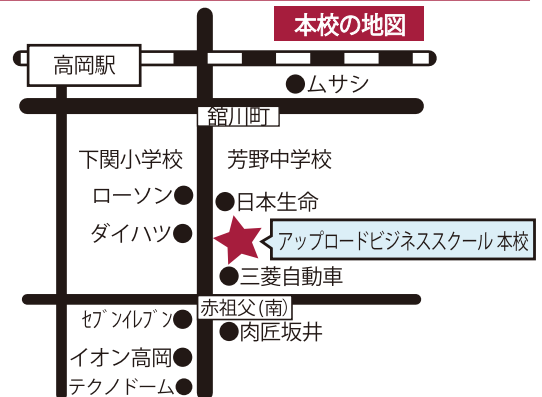 本校の地図
高岡駅
ムサシ
舘川町
下関小学校
芳野中学校
ローソン
日本生命
ダイハツ
アップロードビジネススクール 本校
三菱自動車
赤祖父(南)
セブンイレブン
肉匠坂井
イオン高岡
テクノドーム